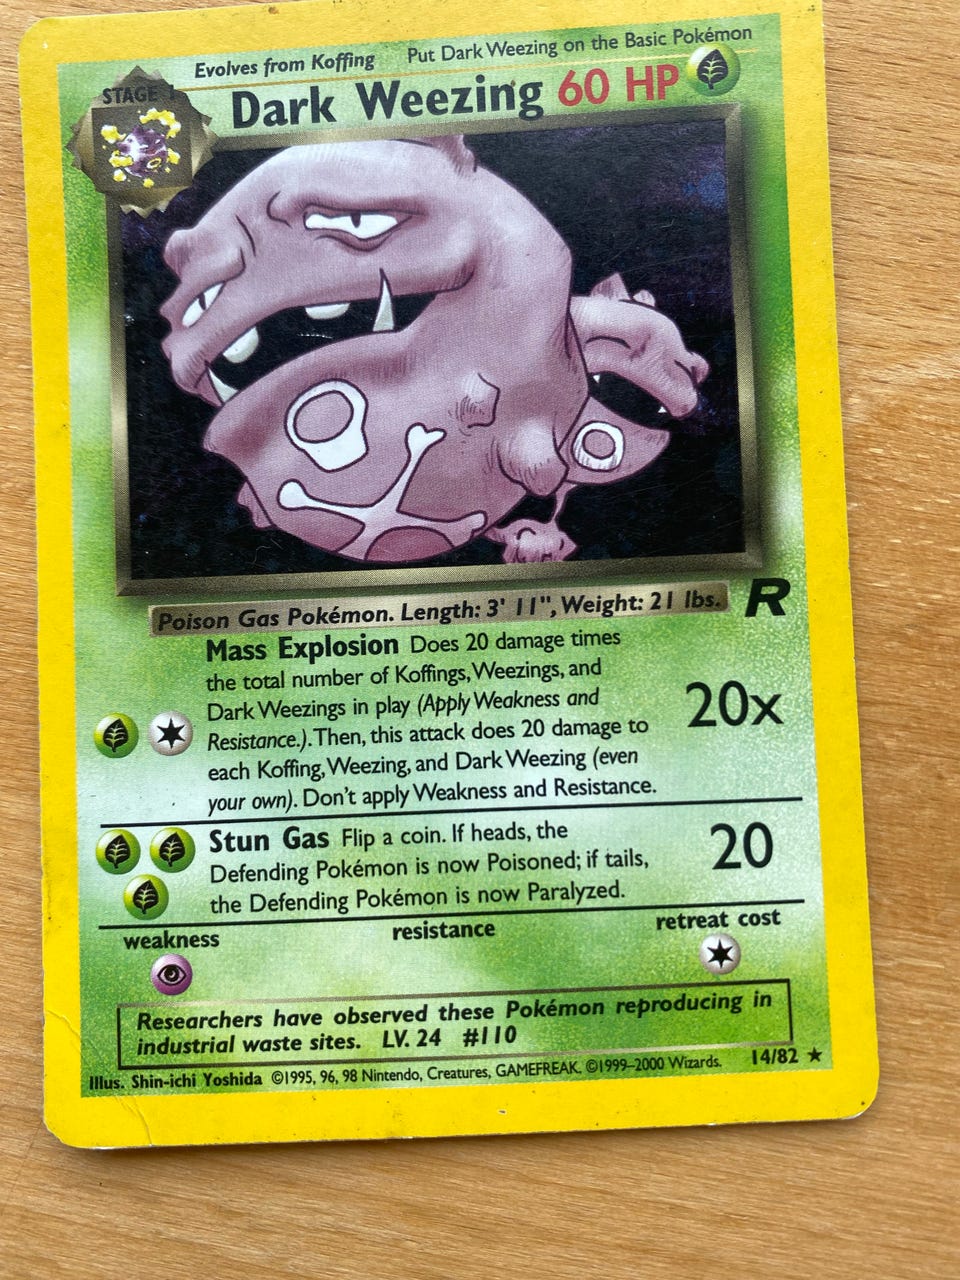 Evolves from Koffing Put Dark Weezing on the Basic Pokémon
STAGE 1
Dark Weezing 60 HP
Poison Gas Pokémon. Length: 3' 11", Weight: 21 lbs.
R
Mass Explosion Does 20 damage times
the total number of Koffings, Weezings, and
Dark Weezings in play (Apply Weakness and
Resistance.). Then, this attack does 20 damage to
each Koffing, Weezing, and Dark Weezing (even
your own). Don't apply Weakness and Resistance.
20x
Stun Gas Flip a coin. If heads, the
Defending Pokémon is now Poisoned; if tails,
the Defending Pokémon is now Paralyzed.
20
weakness resistance retreat cost
Researchers have observed these Pokémon reproducing in
industrial waste sites. LV. 24 #110
Illus. Shin-ichi Yoshida ©1995, 96, 98 Nintendo, Creatures, GAMEFREAK. ©1999–2000 Wizards. 14/82 ★